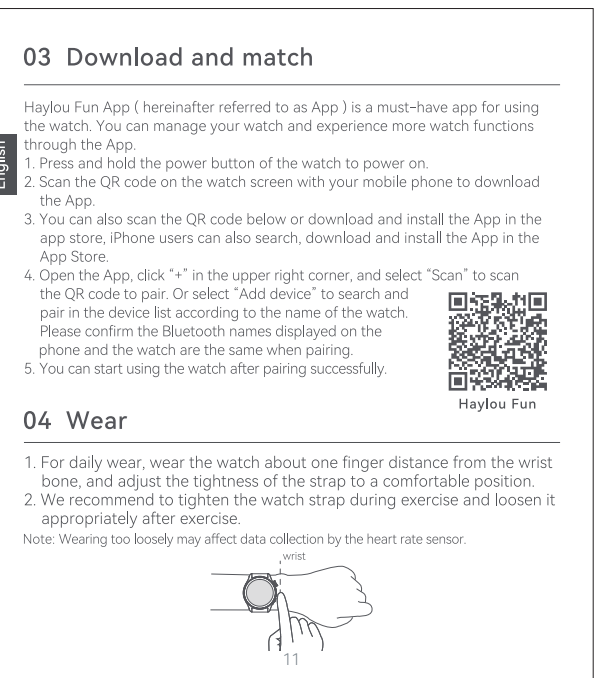 03 Download and match
Haylou Fun App ( hereinafter referred to as App ) is a must-have app for using
the watch. You can manage your watch and experience more watch functions
through the App.
English
1. Press and hold the power button of the watch to power on.
2. Scan the QR code on the watch screen with your mobile phone to download
the App.
3. You can also scan the QR code below or download and install the App in the
app store, iPhone users can also search, download and install the App in the
App Store.
4. Open the App, click “+” in the upper right corner, and select “Scan” to scan
the QR code to pair. Or select “Add device” to search and
pair in the device list according to the name of the watch.
Please confirm the Bluetooth names displayed on the
phone and the watch are the same when pairing.
5. You can start using the watch after pairing successfully.
Haylou Fun
04 Wear
1. For daily wear, wear the watch about one finger distance from the wrist
bone, and adjust the tightness of the strap to a comfortable position.
2. We recommend to tighten the watch strap during exercise and loosen it
appropriately after exercise.
Note: Wearing too loosely may affect data collection by the heart rate sensor.
wrist
11